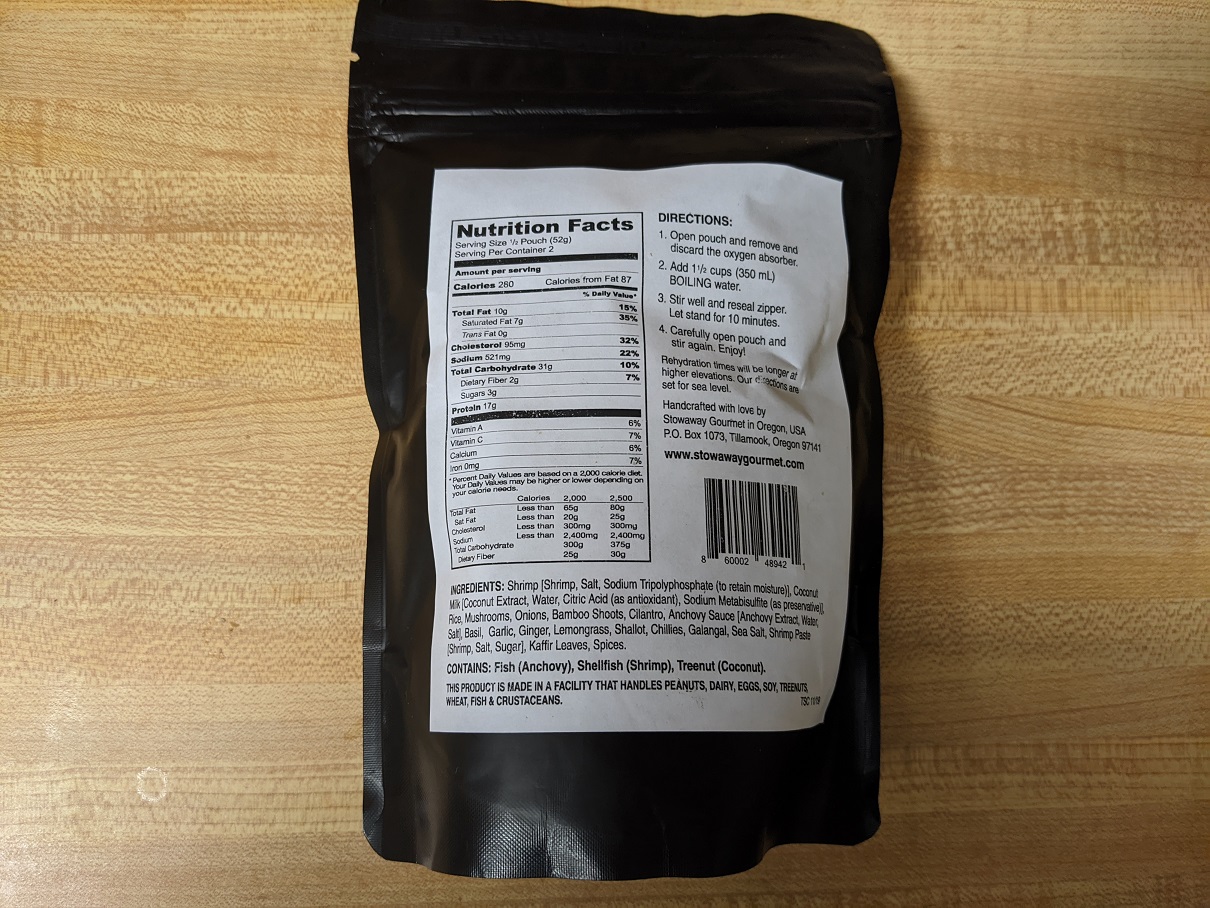 Nutrition Facts
Serving Size 1/2 Pouch (52g)
Serving Per Container 2
Amount per serving
Calories 280 Calories from Fat 87
% Daily Value*
Total Fat 10g 15%
Saturated Fat 7g 35%
Trans Fat 0g
Cholesterol 95mg 32%
Sodium 521mg 22%
Total Carbohydrate 31g 10%
Dietary Fiber 2g 7%
Sugars 3g
Protein 17g
Vitamin A 6%
Vitamin C 7%
Calcium 6%
Iron 0mg 7%
*Percent Daily Values are based on a 2,000 calorie diet.
Your Daily Values may be higher or lower depending on
your calorie needs.
Calories 2,000 2,500
Total Fat Less than 65g 80g
Sat Fat Less than 20g 25g
Cholesterol Less than 300mg 300mg
Sodium Less than 2,400mg 2,400mg
Total Carbohydrate 300g 375g
Dietary Fiber 25g 30g
DIRECTIONS:
1. Open pouch and remove and
discard the oxygen absorber.
2. Add 1 1/2 cups (350 mL)
BOILING water.
3. Stir well and reseal zipper.
Let stand for 10 minutes.
4. Carefully open pouch and
stir again. Enjoy!
Rehydration times will be longer at
higher elevations. Our directions are
set for sea level.
Handcrafted with love by
Stowaway Gourmet in Oregon, USA
P.O. Box 1073, Tillamook, Oregon 97141
www.stowawaygourmet.com
8 60002 48942 1
INGREDIENTS: Shrimp [Shrimp, Salt, Sodium Tripolyphosphate (to retain moisture)], Coconut
Milk [Coconut Extract, Water, Citric Acid (as antioxidant), Sodium Metabisulfite (as preservative)],
Rice, Mushrooms, Onions, Bamboo Shoots, Cilantro, Anchovy Sauce [Anchovy Extract, Water,
Salt], Basil, Garlic, Ginger, Lemongrass, Shallot, Chillies, Galangal, Sea Salt, Shrimp Paste
[Shrimp, Salt, Sugar], Kaffir Leaves, Spices.
CONTAINS: Fish (Anchovy), Shellfish (Shrimp), Treenut (Coconut).
THIS PRODUCT IS MADE IN A FACILITY THAT HANDLES PEANUTS, DAIRY, EGGS, SOY, TREENUTS,
WHEAT, FISH & CRUSTACEANS. TSC 11/19